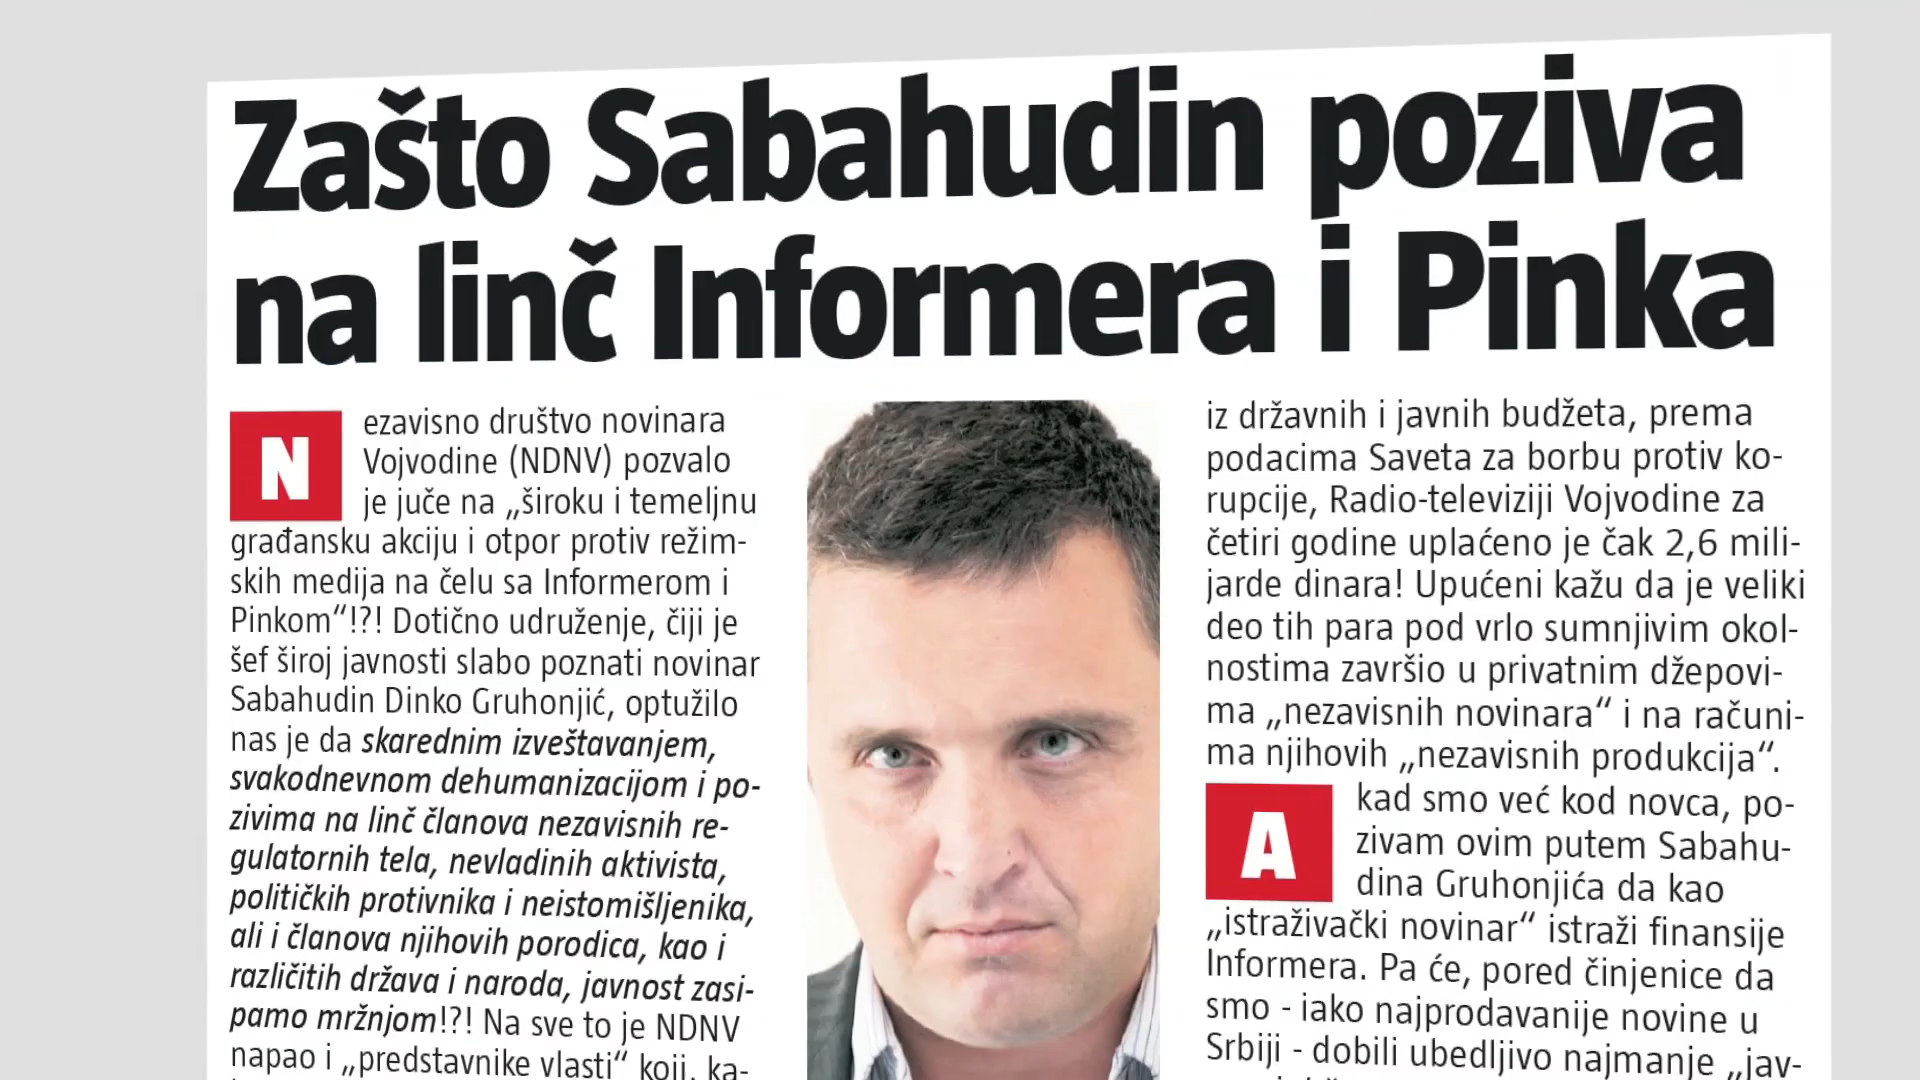 Zašto Sabahudin poziva
na linč Informera i Pinka
Nezavisno društvo novinara
Vojvodine (NDNV) pozvalo
je juče na „široku i temeljnu
građansku akciju i otpor protiv režim-
skih medija na čelu sa Informerom i
Pinkom“!?! Dotično udruženje, čiji je
šef široj javnosti slabo poznati novinar
Sabahudin Dinko Gruhonjić, optužilo
nas je da skarednim izveštavanjem,
svakodnevnom dehumanizacijom i po-
zivima na linč članova nezavisnih re-
gulatornih tela, nevladinih aktivista,
političkih protivnika i neistomišljenika,
ali i članova njihovih porodica, kao i
različitih država i naroda, javnost zasi-
pamo mržnjom!?! Na sve to je NDNV
napao i „predstavnike vlasti“ koji, ka-
iz državnih i javnih budžeta, prema
podacima Saveta za borbu protiv ko-
rupcije, Radio-televiziji Vojvodine za
četiri godine uplaćeno je čak 2,6 mili-
jarde dinara! Upućeni kažu da je veliki
deo tih para pod vrlo sumnjivim okol-
nostima završio u privatnim džepovi-
ma „nezavisnih novinara“ i na računi-
ma njihovih „nezavisnih produkcija“.
A kad smo već kod novca, po-
zivam ovim putem Sabahu-
dina Gruhonjića da kao
„istraživački novinar“ istraži finansije
Informera. Pa će, pored činjenice da
smo - iako najprodavanije novine u
Srbiji - dobili ubedljivo najmanje „jav-